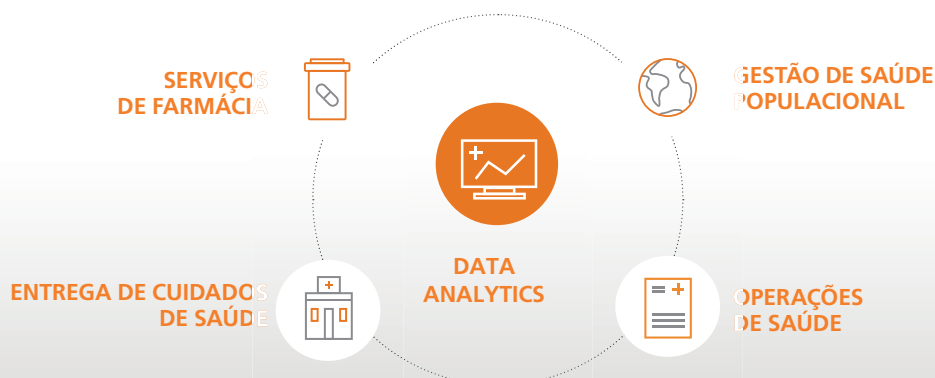 SERVIÇOS
DE FARMÁCIA
GESTÃO DE SAÚDE
POPULACIONAL
DATA
ANALYTICS
ENTREGA DE CUIDADOS
DE SAÚDE
OPERAÇÕES
DE SAÚDE